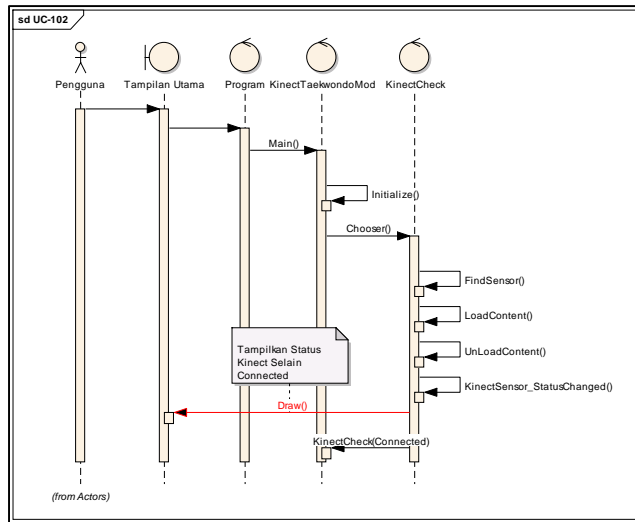 sd UC-102
Pengguna
Tampilan Utama
Program
KinectTaekwondoMod
KinectCheck
Main()
Initialize()
Chooser()
FindSensor()
LoadContent()
UnLoadContent()
KinectSensor_StatusChanged()
Tampilkan Status
Kinect Selain
Connected
Draw()
KinectCheck(Connected)
(from Actors)